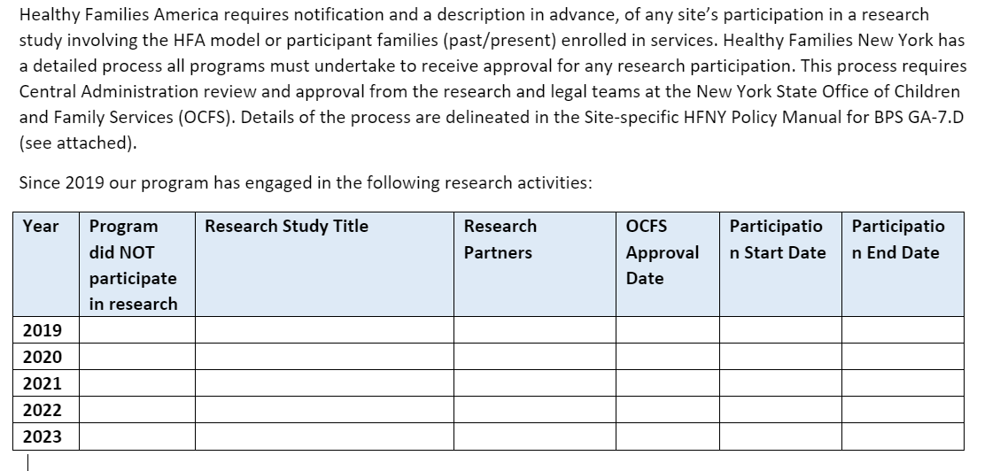 Healthy Families America requires notification and a description in advance, of any site's participation in a research
study involving the HFA model or participant families (past/present) enrolled in services. Healthy Families New York has
a detailed process all programs must undertake to receive approval for any research participation. This process requires
Central Administration review and approval from the research and legal teams at the New York State Office of Children
and Family Services (OCFS). Details of the process are delineated in the Site-specific HFNY Policy Manual for BPS GA-7.D
(see attached).
Since 2019 our program has engaged in the following research activities:
Year
Program
did NOT
participate
in research
Research Study Title
Research
Partners
OCFS
Approval
Date
Participatio
n Start Date
Participatio
n End Date
2019
2020
2021
2022
2023